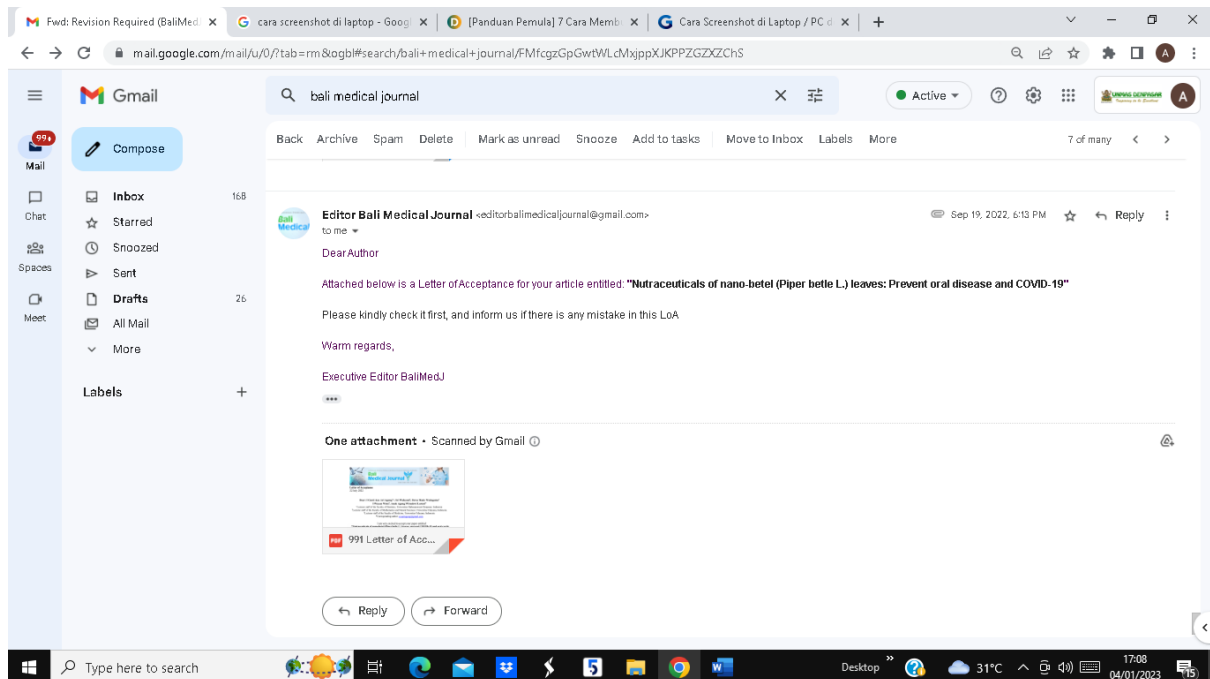 Fwd: Revision Required (BaliMed
cara screenshot di laptop - Goog
[Panduan Pemula] 7 Cara Memb
Cara Screenshot di Laptop / PC d
mail.google.com/mail/u/0/?tab=rm&ogbl#search/bali+medical+journal/FMfcgzGpGwtWLcMxjppXJKPPZGZXZChS
A
Gmail
bali medical journal
Active
A
99+
Mail
Chat
Spaces
Meet
Compose
Inbox 168
Starred
Snoozed
Sent
Drafts 26
All Mail
More
Labels
Back Archive Spam Delete Mark as unread Snooze Add to tasks Move to Inbox Labels More 7 of many
Bali Medical
Editor Bali Medical Journal <editorbalimedicaljournal@gmail.com> Sep 19, 2022, 6:13 PM Reply
to me
Dear Author
Attached below is a Letter of Acceptance for your article entitled: "Nutraceuticals of nano-betel (Piper betle L.) leaves: Prevent oral disease and COVID-19"
Please kindly check it first, and inform us if there is any mistake in this LoA
Warm regards,
Executive Editor BaliMedJ
One attachment • Scanned by Gmail
Bali Medical Journal
PDF 991 Letter of Acc...
Reply Forward
Type here to search
5
Desktop
31°C
17:08
04/01/2023
15